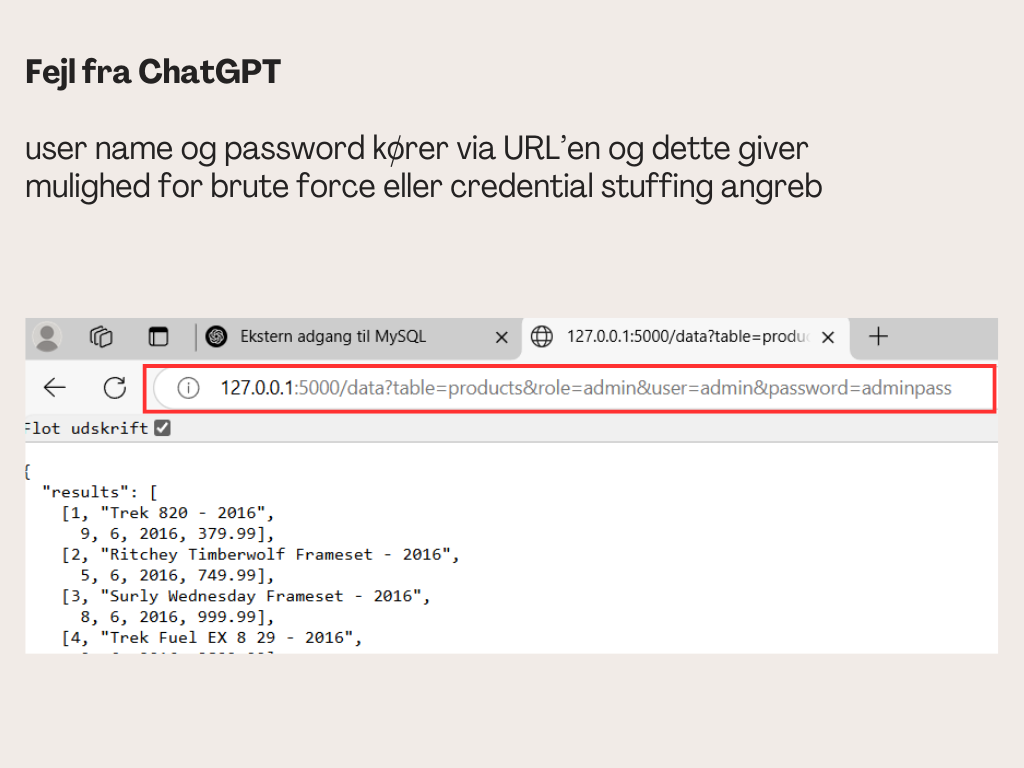 Fejl fra ChatGPT
user name og password kører via URL’en og dette giver
mulighed for brute force eller credential stuffing angreb
Ekstern adgang til MySQL
127.0.0.1:5000/data?table=produc
127.0.0.1:5000/data?table=products&role=admin&user=admin&password=adminpass
Flot udskrift
{
"results": [
[1, "Trek 820 - 2016",
9, 6, 2016, 379.99],
[2, "Ritchey Timberwolf Frameset - 2016",
5, 6, 2016, 749.99],
[3, "Surly Wednesday Frameset - 2016",
8, 6, 2016, 999.99],
[4, "Trek Fuel EX 8 29 - 2016",